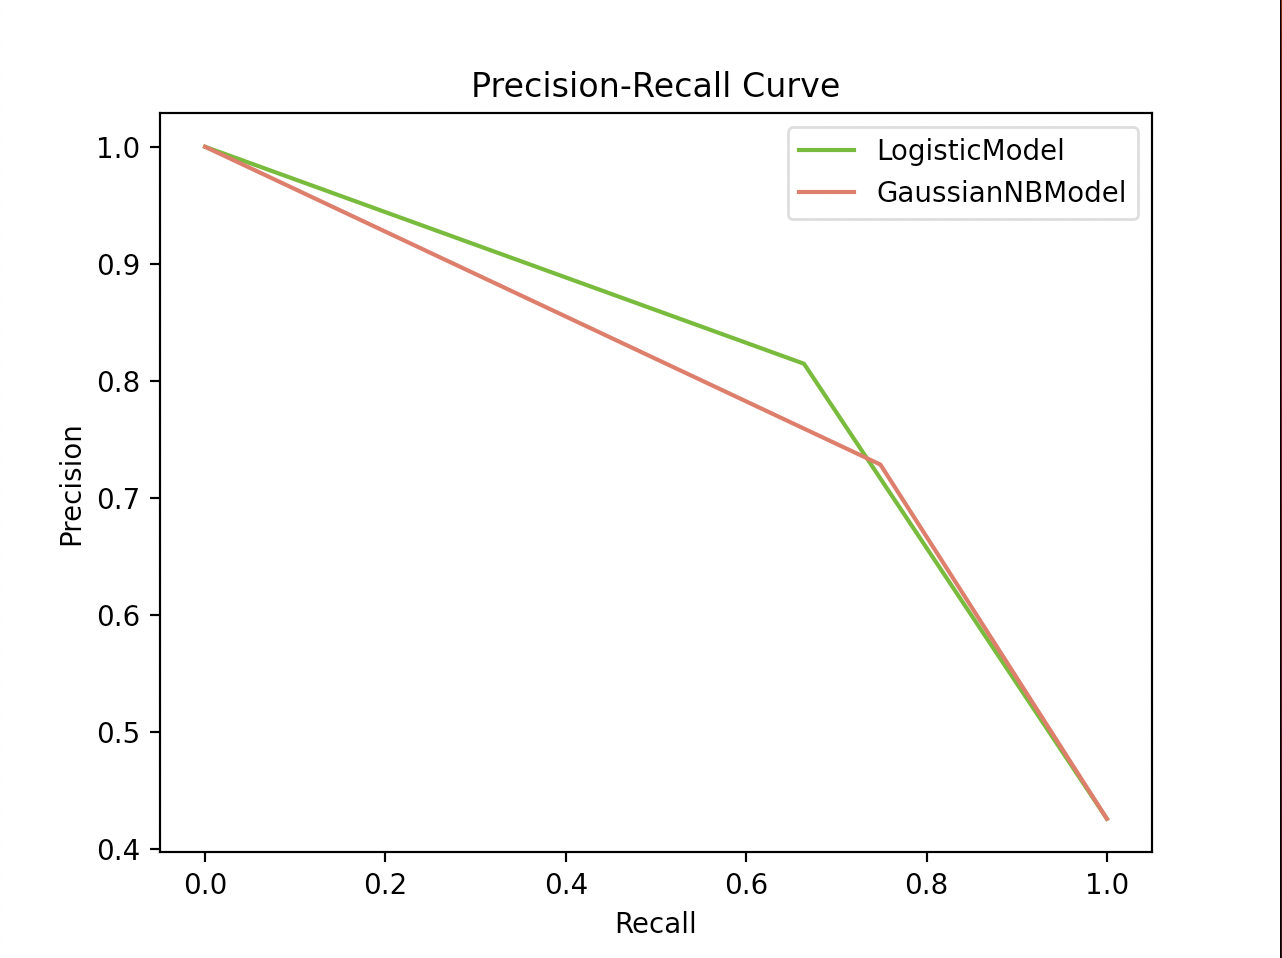 Precision-Recall Curve
LogisticModel
GaussianNBModel
1.0
0.9
0.8
0.7
0.6
0.5
0.4
Precision
0.0 0.2 0.4 0.6 0.8 1.0
Recall